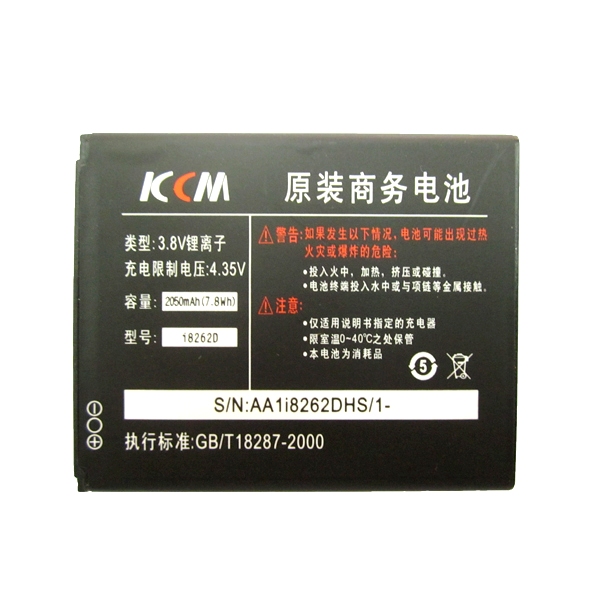 KCM
原装商务电池
类型:3.8V锂离子
充电限制电压:4.35V
容量: 2050mAh(7.8Wh)
型号: i8262D
警告:如果发生以下情况, 电池可能出现过热
火灾或爆炸的危险:
•投入火中, 加热, 挤压或碰撞.
•电池终端投入水中或与项链等金属接触.
注意:
•仅适用说明书指定的充电器
•限室温0~40℃之处保管
•本电池为消耗品
5
S/N:AA1i8262DHS/1-
执行标准:GB/T18287-2000